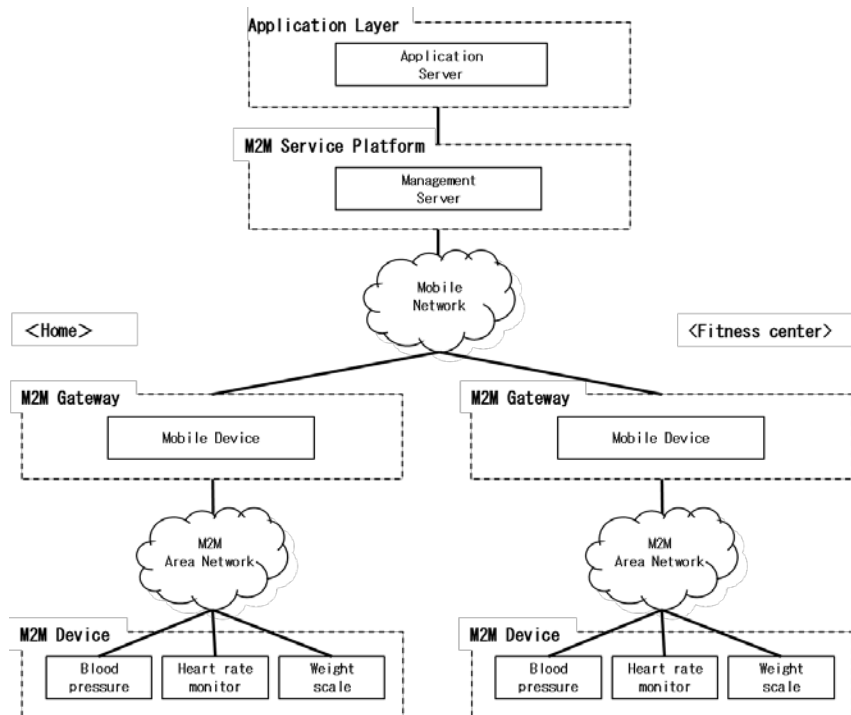 Application Layer
Application
Server
M2M Service Platform
Management
Server
Mobile
Network
<Home>
<Fitness center>
M2M Gateway
Mobile Device
M2M Gateway
Mobile Device
M2M
Area Network
M2M
Area Network
M2M Device
Blood
pressure
Heart rate
monitor
Weight
scale
M2M Device
Blood
pressure
Heart rate
monitor
Weight
scale